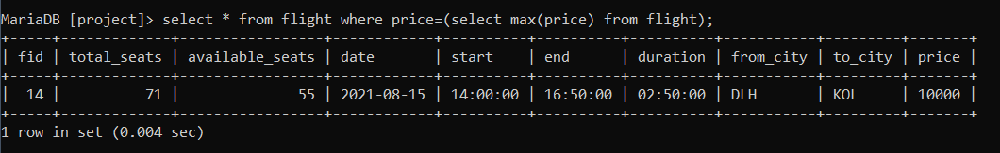 MariaDB [project]> select * from flight where price=(select max(price) from flight);
+-----+-------------+-----------------+------------+----------+----------+----------+-----------+---------+-------+
| fid | total_seats | available_seats | date       | start    | end      | duration | from_city | to_city | price |
+-----+-------------+-----------------+------------+----------+----------+----------+-----------+---------+-------+
|  14 |          71 |              55 | 2021-08-15 | 14:00:00 | 16:50:00 | 02:50:00 | DLH       | KOL     | 10000 |
+-----+-------------+-----------------+------------+----------+----------+----------+-----------+---------+-------+
1 row in set (0.004 sec)